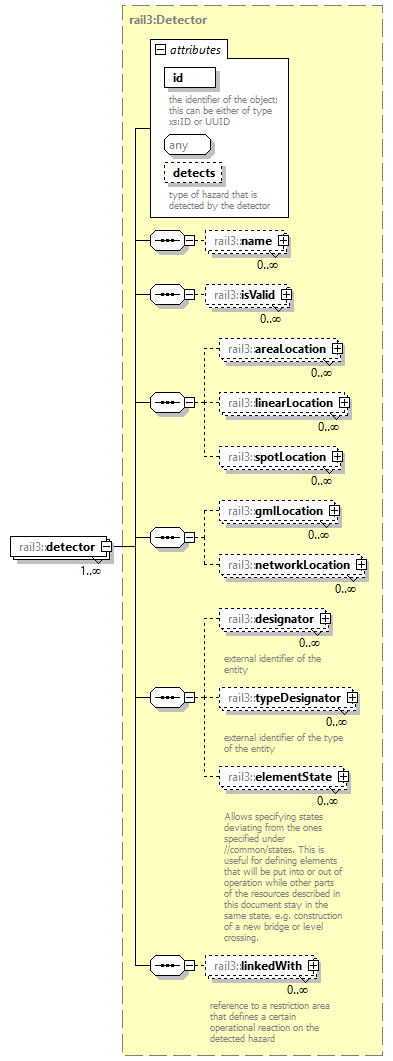 rail3:Detector
attributes
id
the identifier of the object;
this can be either of type
xs:ID or UUID
any
detects
type of hazard that is
detected by the detector
rail3::name
0..∞
rail3::isValid
0..∞
rail3::areaLocation
0..∞
rail3::linearLocation
0..∞
rail3::spotLocation
0..∞
rail3::gmlLocation
0..∞
rail3::detector
1..∞
rail3::networkLocation
0..∞
rail3::designator
0..∞
external identifier of the
entity
rail3::typeDesignator
0..∞
external identifier of the type
of the entity
rail3::elementState
0..∞
Allows specifying states
deviating from the ones
specified under
//common/states. This is
useful for defining elements
that will be put into or out of
operation while other parts
of the resources described in
this document stay in the
same state, e.g. construction
of a new bridge or level
crossing.
rail3::linkedWith
0..∞
reference to a restriction area
that defines a certain
operational reaction on the
detected hazard